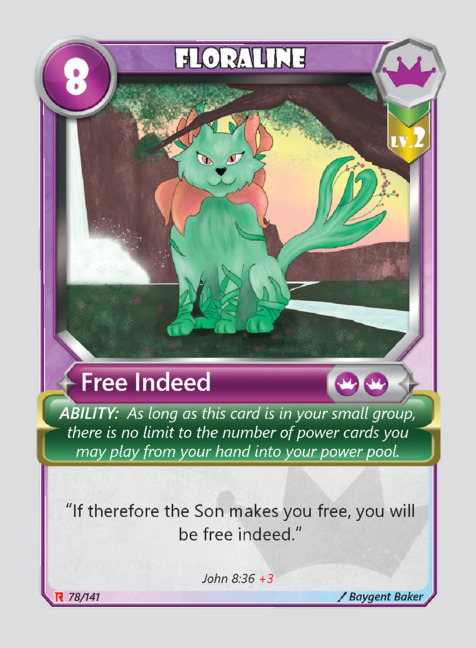 8
FLORALINE
LV.2
Free Indeed
ABILITY: As long as this card is in your small group,
there is no limit to the number of power cards you
may play from your hand into your power pool.
“If therefore the Son makes you free, you will
be free indeed.”
John 8:36 +3
R 78/141
Baygent Baker